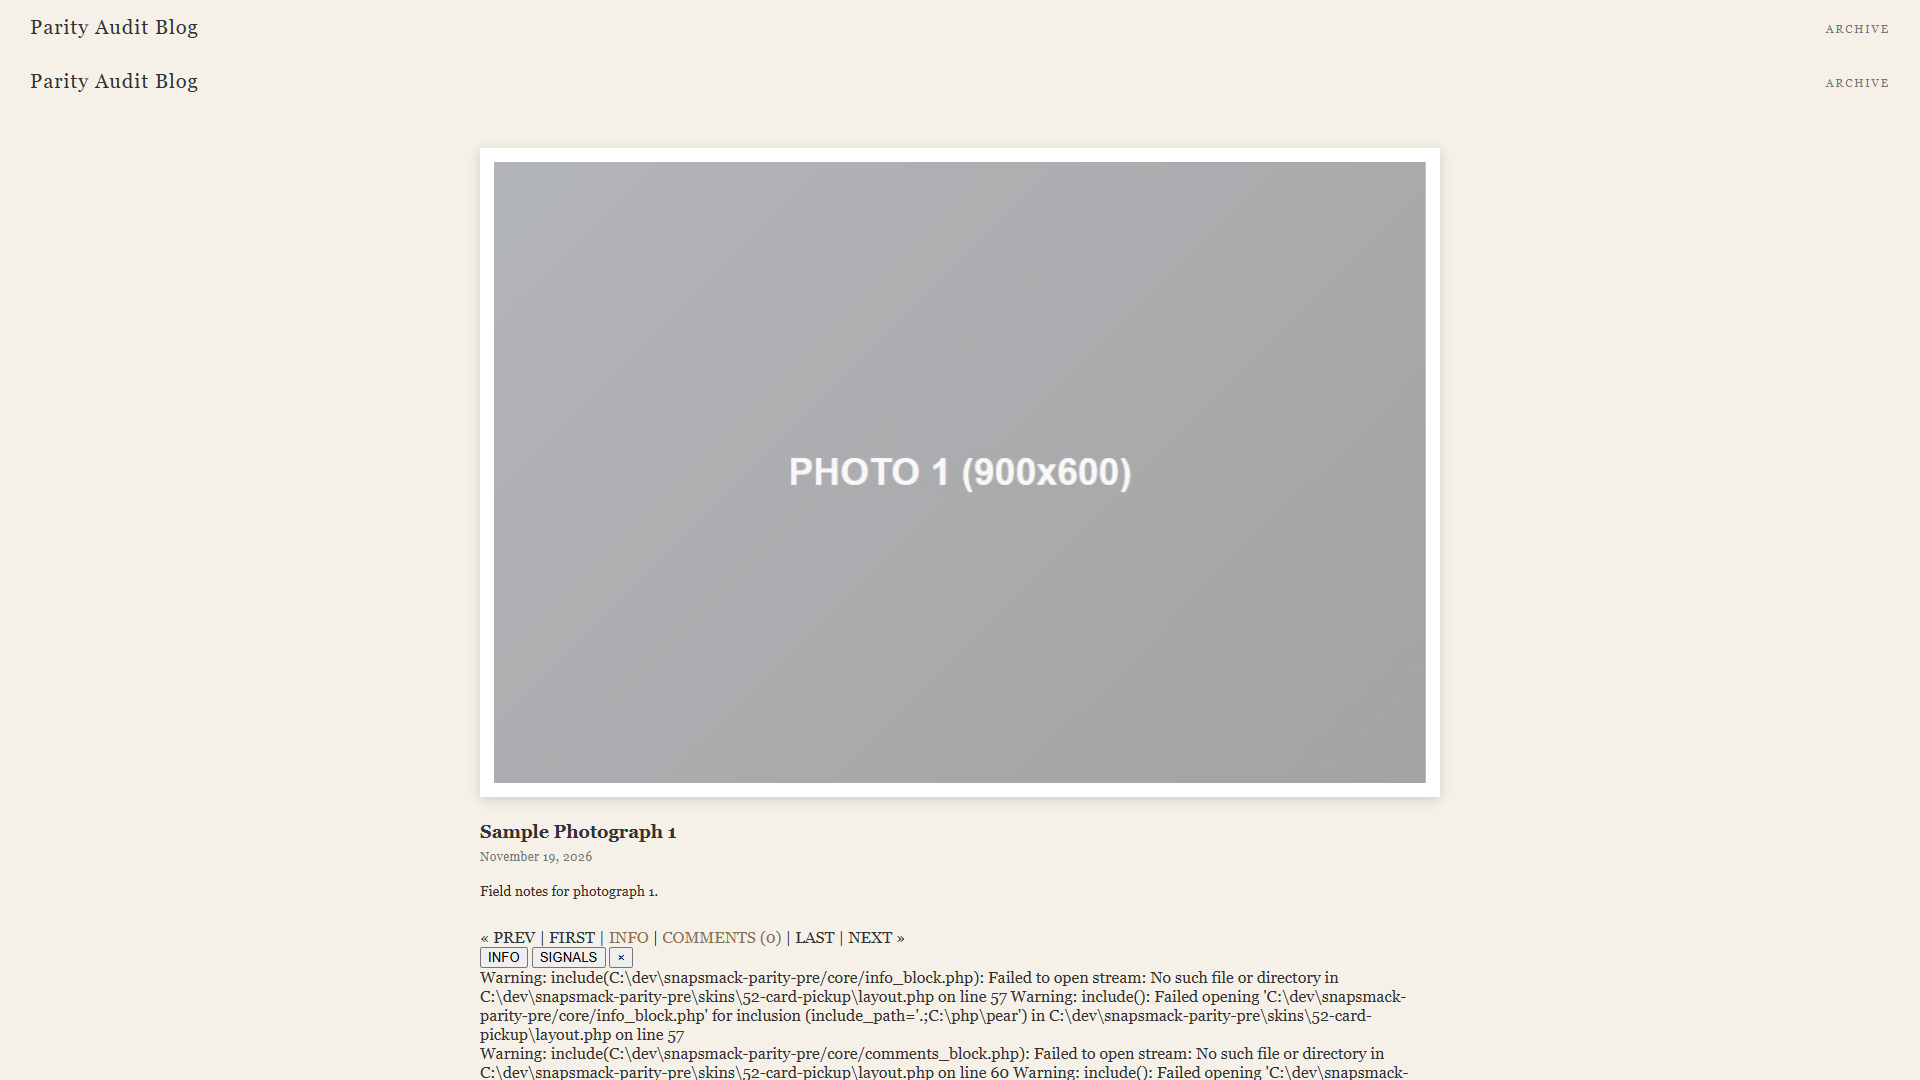 Parity Audit Blog
ARCHIVE
Parity Audit Blog
ARCHIVE
PHOTO 1 (900x600)
Sample Photograph 1
November 19, 2026
Field notes for photograph 1.
« PREV | FIRST | INFO | COMMENTS (0) | LAST | NEXT »
INFO SIGNALS ×
Warning: include(C:\dev\snapsmack-parity-pre/core/info_block.php): Failed to open stream: No such file or directory in
C:\dev\snapsmack-parity-pre\skins\52-card-pickup\layout.php on line 57 Warning: include(): Failed opening 'C:\dev\snapsmack-
parity-pre/core/info_block.php' for inclusion (include_path='.;C:\php\pear') in C:\dev\snapsmack-parity-pre\skins\52-card-
pickup\layout.php on line 57
Warning: include(C:\dev\snapsmack-parity-pre/core/comments_block.php): Failed to open stream: No such file or directory in
C:\dev\snapsmack-parity-pre\skins\52-card-pickup\layout.php on line 60 Warning: include(): Failed opening 'C:\dev\snapsmack-